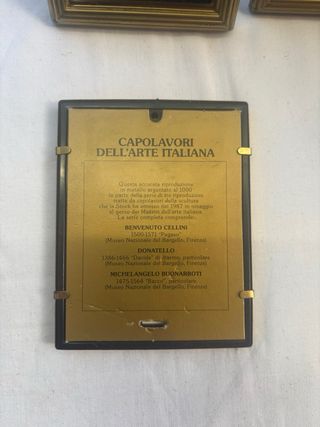 CAPOLAVORI
DELL'ARTE ITALIANA
Questa accurata riproduzione
in metallo argentato al 1000
fa parte della serie di tre riproduzioni
tratte da capolavori della scultura
che la Stock ha emesso nel 1987 in omaggio
al genio dei Maestri dell'arte italiana.
La serie completa comprende:
BENVENUTO CELLINI
1500-1571 "Pegaso"
(Museo Nazionale del Bargello, Firenze)
DONATELLO
1386-1466 "Davide" di marmo, particolare
(Museo Nazionale del Bargello, Firenze)
MICHELANGELO BUONARROTI
1475-1564 "Bacco", particolare
(Museo Nazionale del Bargello, Firenze)